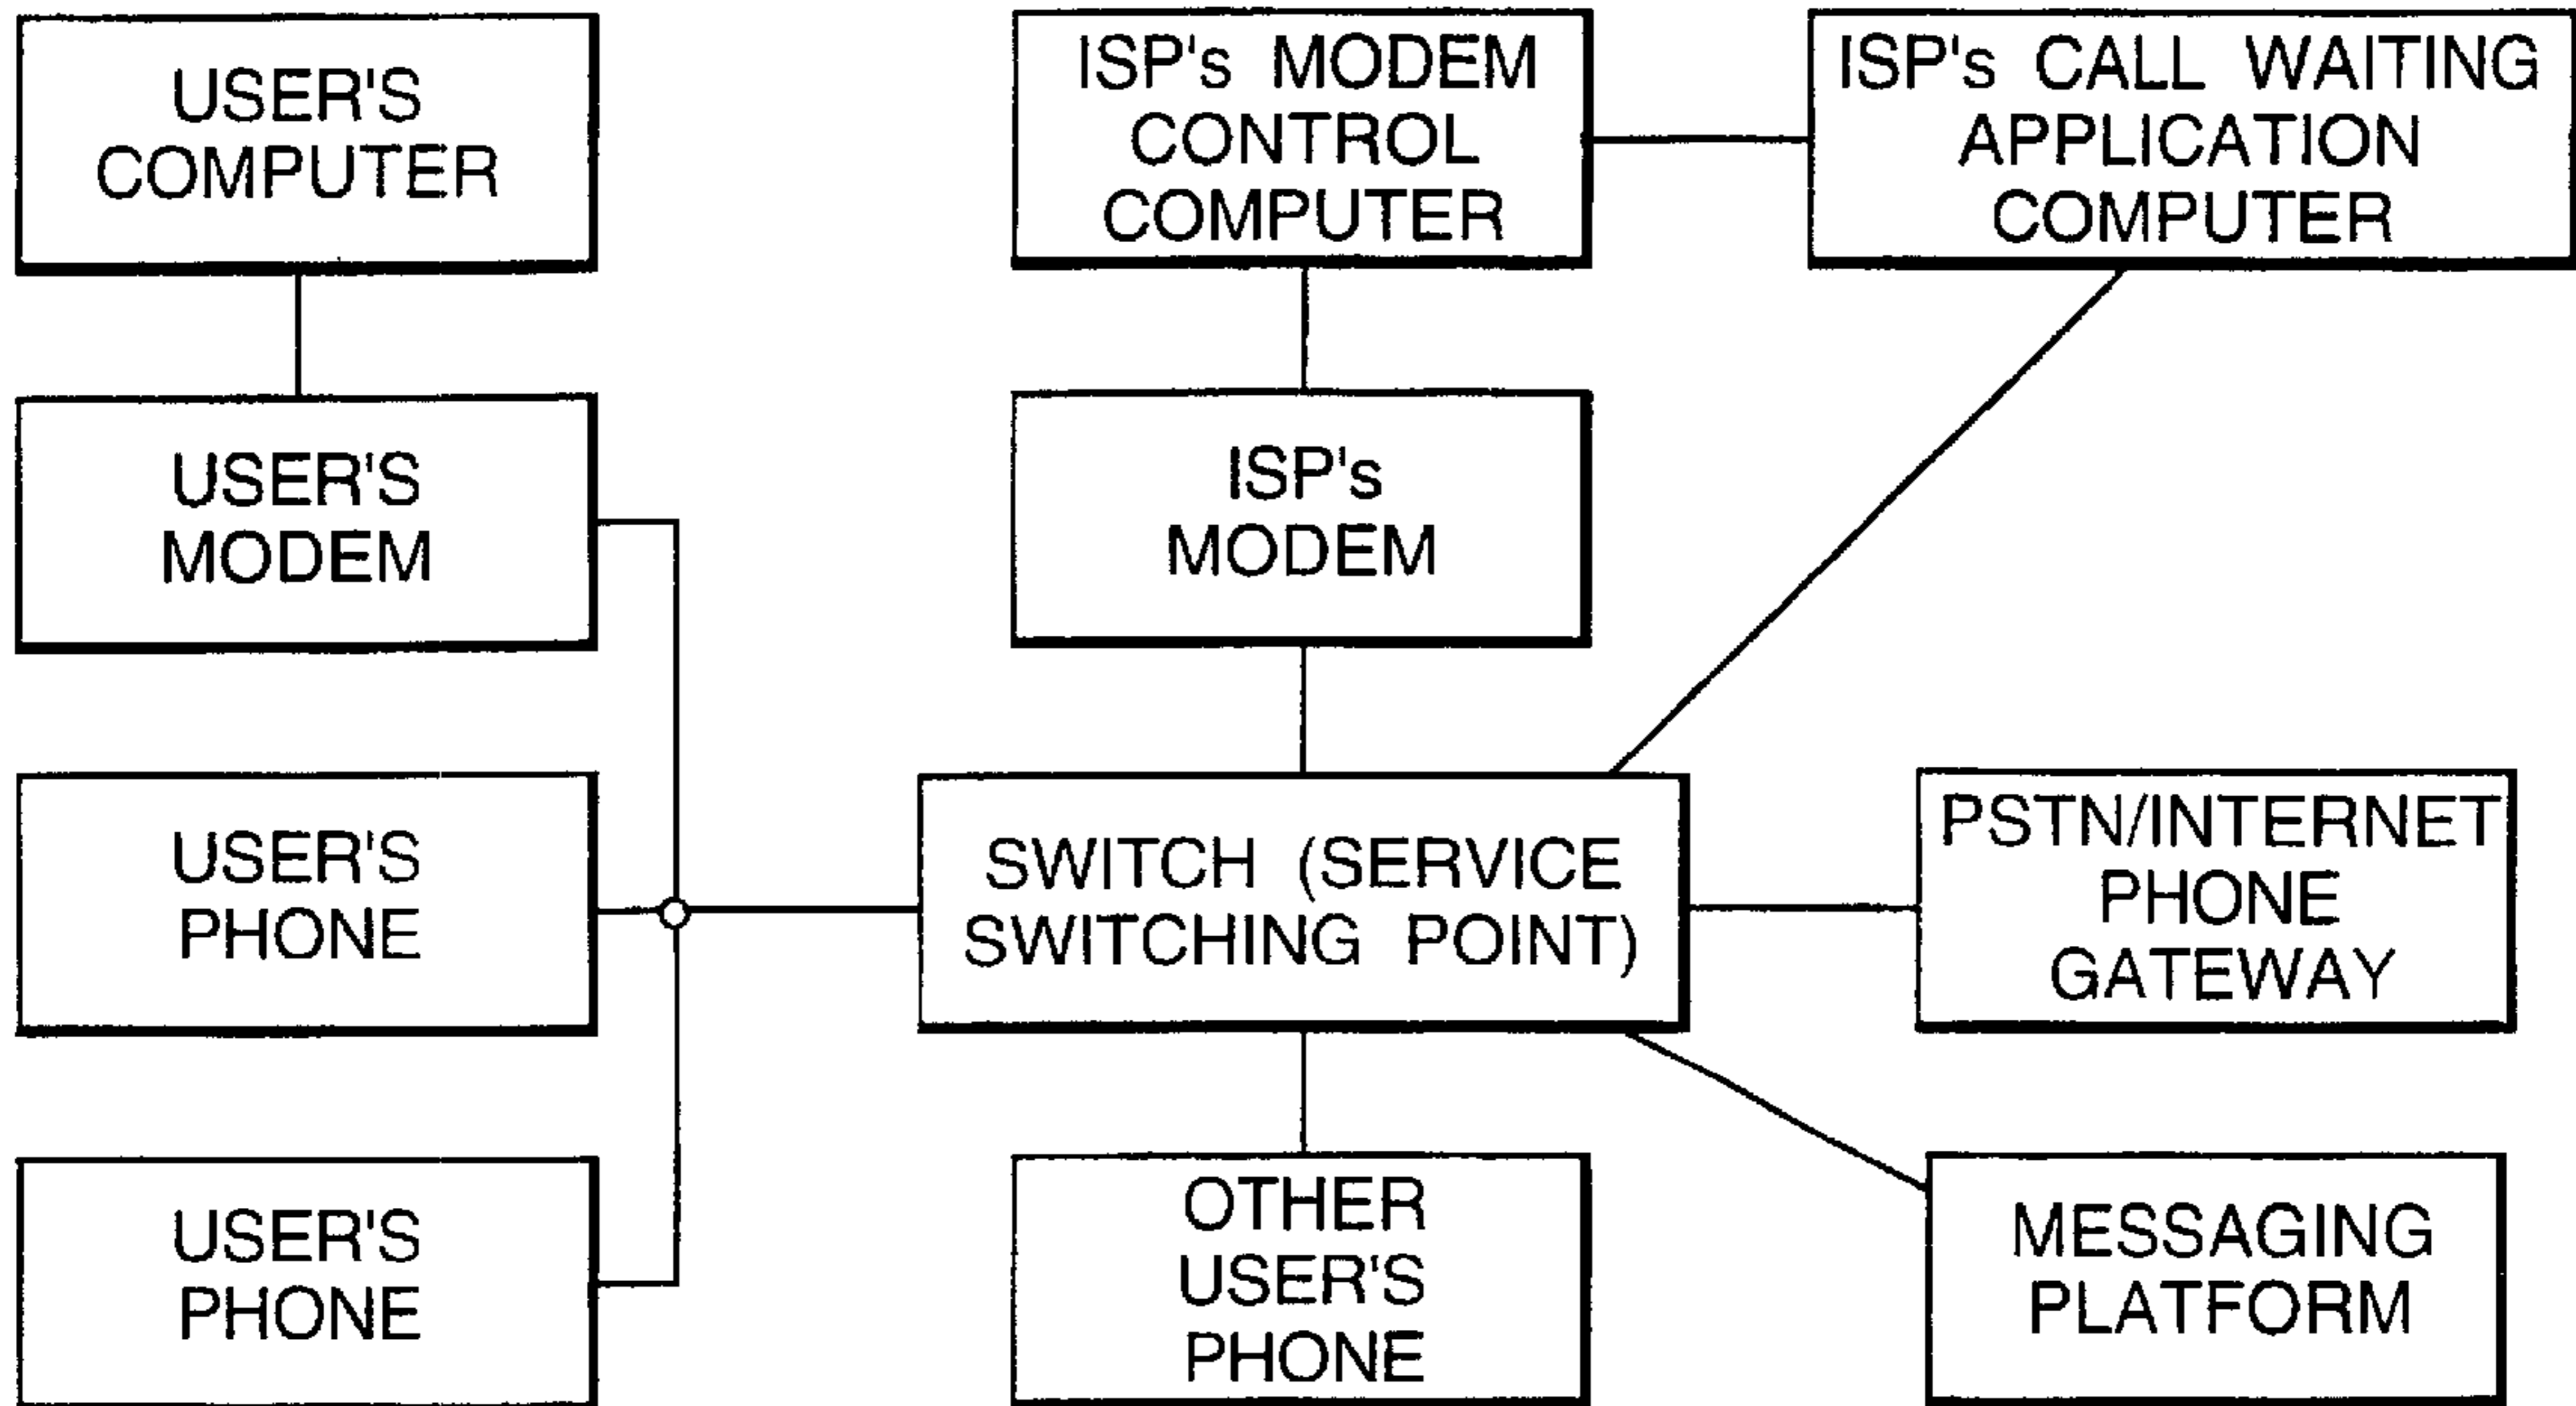 USER'S
COMPUTER
ISP's MODEM
CONTROL
COMPUTER
ISP's CALL WAITING
APPLICATION
COMPUTER
USER'S
MODEM
ISP's
MODEM
USER'S
PHONE
SWITCH (SERVICE
SWITCHING POINT)
PSTN/INTERNET
PHONE
GATEWAY
USER'S
PHONE
OTHER
USER'S
PHONE
MESSAGING
PLATFORM